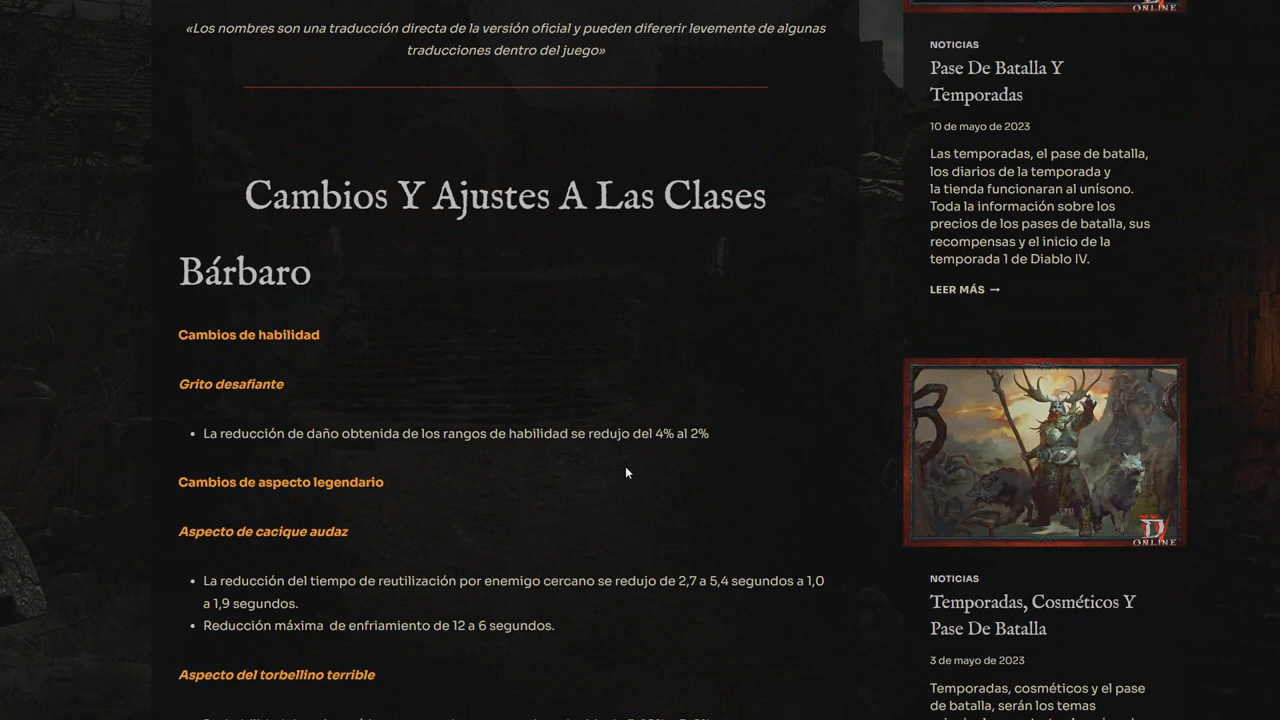 «Los nombres son una traducción directa de la versión oficial y pueden difererir levemente de algunas
traducciones dentro del juego»
Cambios Y Ajustes A Las Clases
Bárbaro
Cambios de habilidad
Grito desafiante
• La reducción de daño obtenida de los rangos de habilidad se redujo del 4% al 2%
Cambios de aspecto legendario
Aspecto de cacique audaz
• La reducción del tiempo de reutilización por enemigo cercano se redujo de 2,7 a 5,4 segundos a 1,0
a 1,9 segundos.
• Reducción máxima de enfriamiento de 12 a 6 segundos.
Aspecto del torbellino terrible
ONLINE
NOTICIAS
Pase De Batalla Y
Temporadas
10 de mayo de 2023
Las temporadas, el pase de batalla,
los diarios de la temporada y
la tienda funcionaran al unísono.
Toda la información sobre los
precios de los pases de batalla, sus
recompensas y el inicio de la
temporada 1 de Diablo IV.
LEER MÁS →
D
ONLINE
NOTICIAS
Temporadas, Cosméticos Y
Pase De Batalla
3 de mayo de 2023
Temporadas, cosméticos y el pase
de batalla, serán los temas